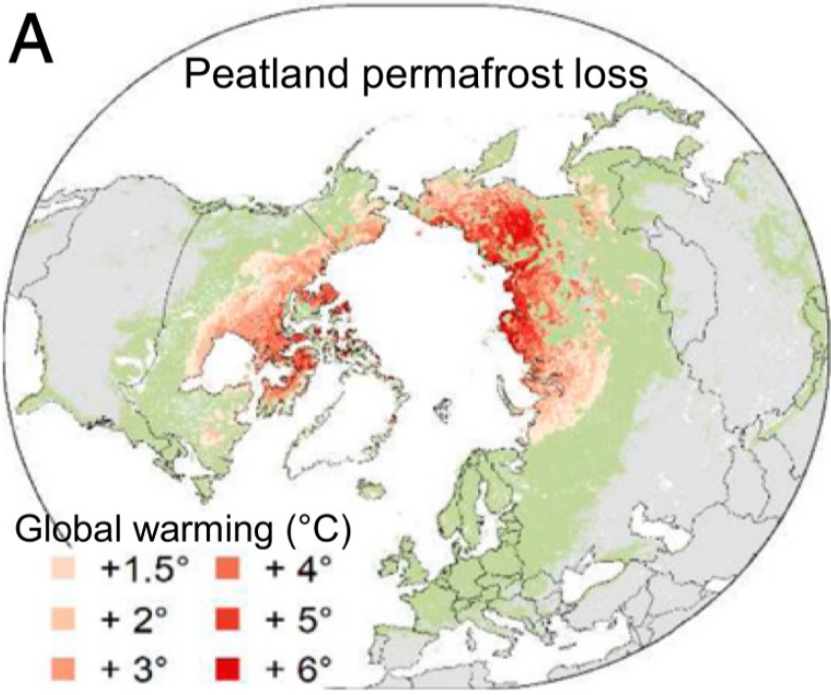 A
Peatland permafrost loss
Global warming (°C)
+1.5° + 4°
+ 2° + 5°
+ 3° + 6°